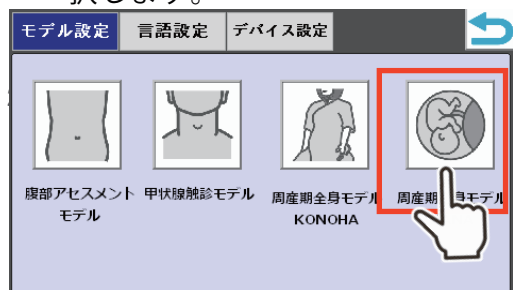 択します。
モデル設定 言語設定 デバイス設定
腹部アセスメント
モデル
甲状腺触診モデル
周産期全身モデル
KONOHA
周産期 身モデル